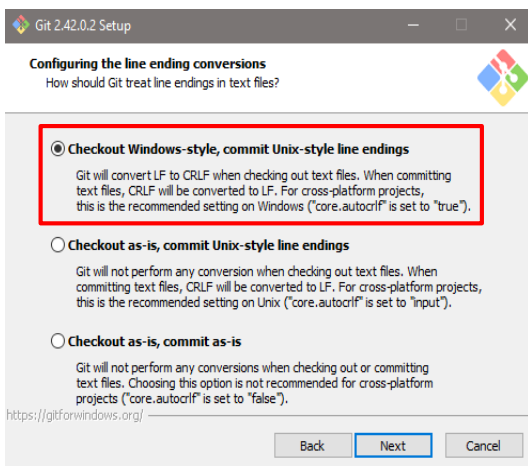 Git 2.42.0.2 Setup
Configuring the line ending conversions
How should Git treat line endings in text files?
Checkout Windows-style, commit Unix-style line endings
Git will convert LF to CRLF when checking out text files. When committing
text files, CRLF will be converted to LF. For cross-platform projects,
this is the recommended setting on Windows ("core.autocrlf" is set to "true").
Checkout as-is, commit Unix-style line endings
Git will not perform any conversion when checking out text files. When
committing text files, CRLF will be converted to LF. For cross-platform projects,
this is the recommended setting on Unix ("core.autocrlf" is set to "input").
Checkout as-is, commit as-is
Git will not perform any conversions when checking out or committing
text files. Choosing this option is not recommended for cross-platform
projects ("core.autocrlf" is set to "false").
https://gitforwindows.org/
Back Next Cancel